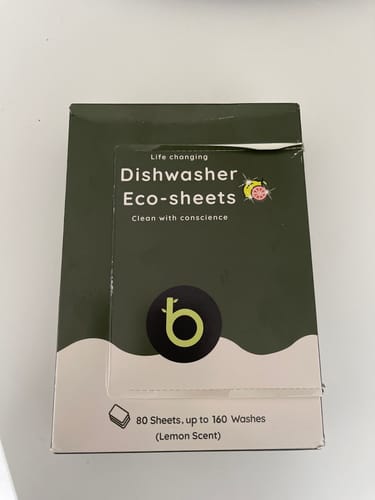 Life changing
Dishwasher
Eco-sheets
Clean with conscience
b
80 Sheets, up to 160 Washes
(Lemon Scent)